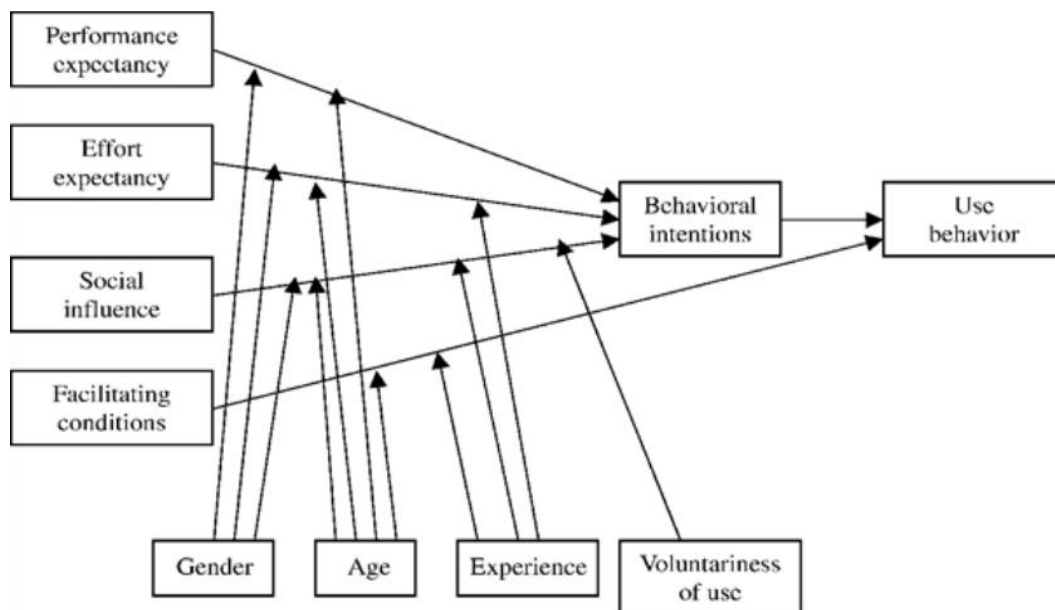 Performance
expectancy
Effort
expectancy
Social
influence
Facilitating
conditions
Behavioral
intentions
Use
behavior
Gender
Age
Experience
Voluntariness
of use